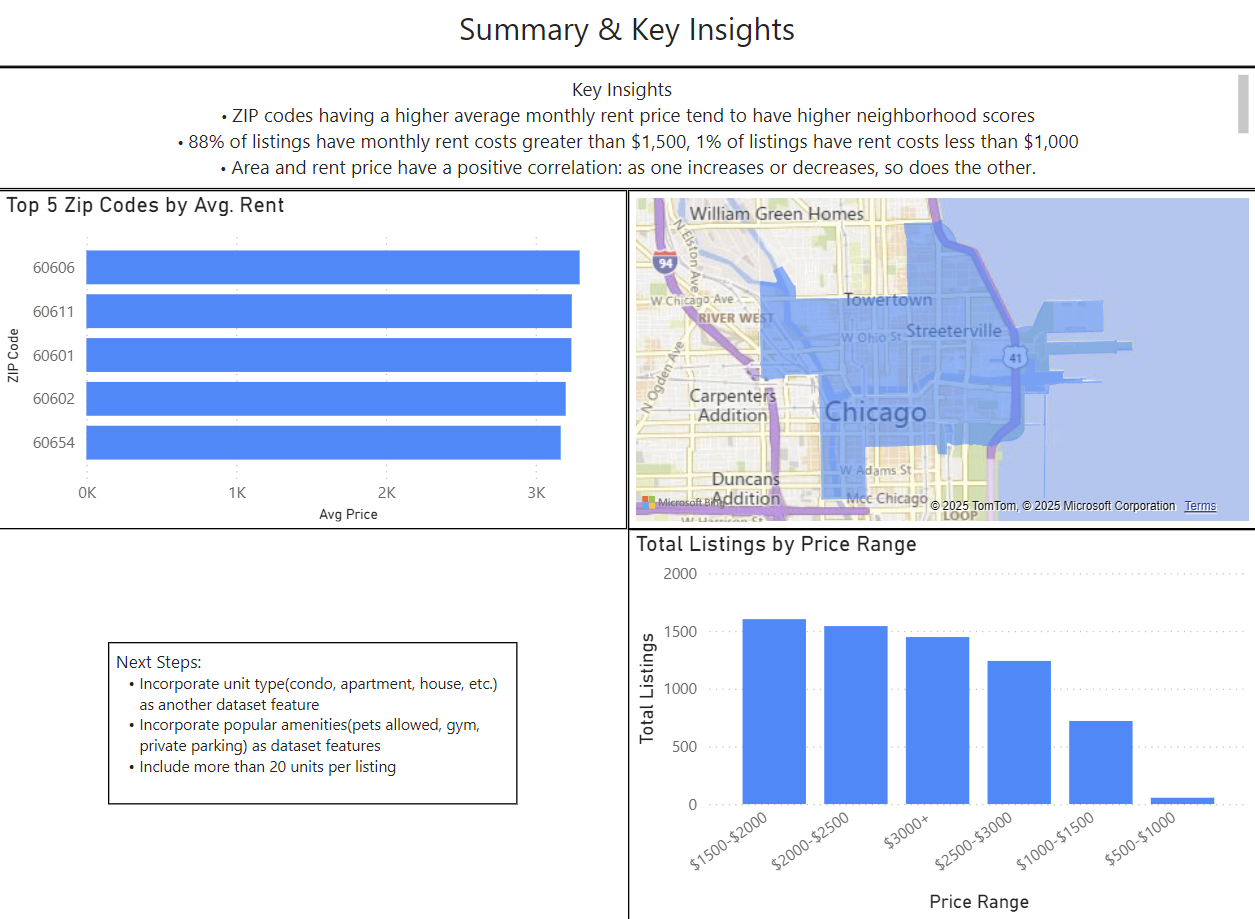 Summary & Key Insights
Key Insights
• ZIP codes having a higher average monthly rent price tend to have higher neighborhood scores
• 88% of listings have monthly rent costs greater than $1,500, 1% of listings have rent costs less than $1,000
• Area and rent price have a positive correlation: as one increases or decreases, so does the other.
Top 5 Zip Codes by Avg. Rent
ZIP Code
60606
60611
60601
60602
60654
0K 1K 2K 3K
Avg Price
William Green Homes
N Elston Ave
94
W Chicago Ave
Towertown
RIVER WEST
Streeterville
W Ohio St
41
N Ogden Ave
Carpenters
Addition
Chicago
W Adams St
Duncans
Addition
Mcc Chicago
Microsoft Bing
© 2025 TomTom, © 2025 Microsoft Corporation Terms
W Harrison St
LOOP
Total Listings by Price Range
Total Listings
2000
1500
1000
500
0
$1500-$2000
$2000-$2500
$3000+
$2500-$3000
$1000-$1500
$500-$1000
Price Range
Next Steps:
• Incorporate unit type(condo, apartment, house, etc.)
as another dataset feature
• Incorporate popular amenities(pets allowed, gym,
private parking) as dataset features
• Include more than 20 units per listing